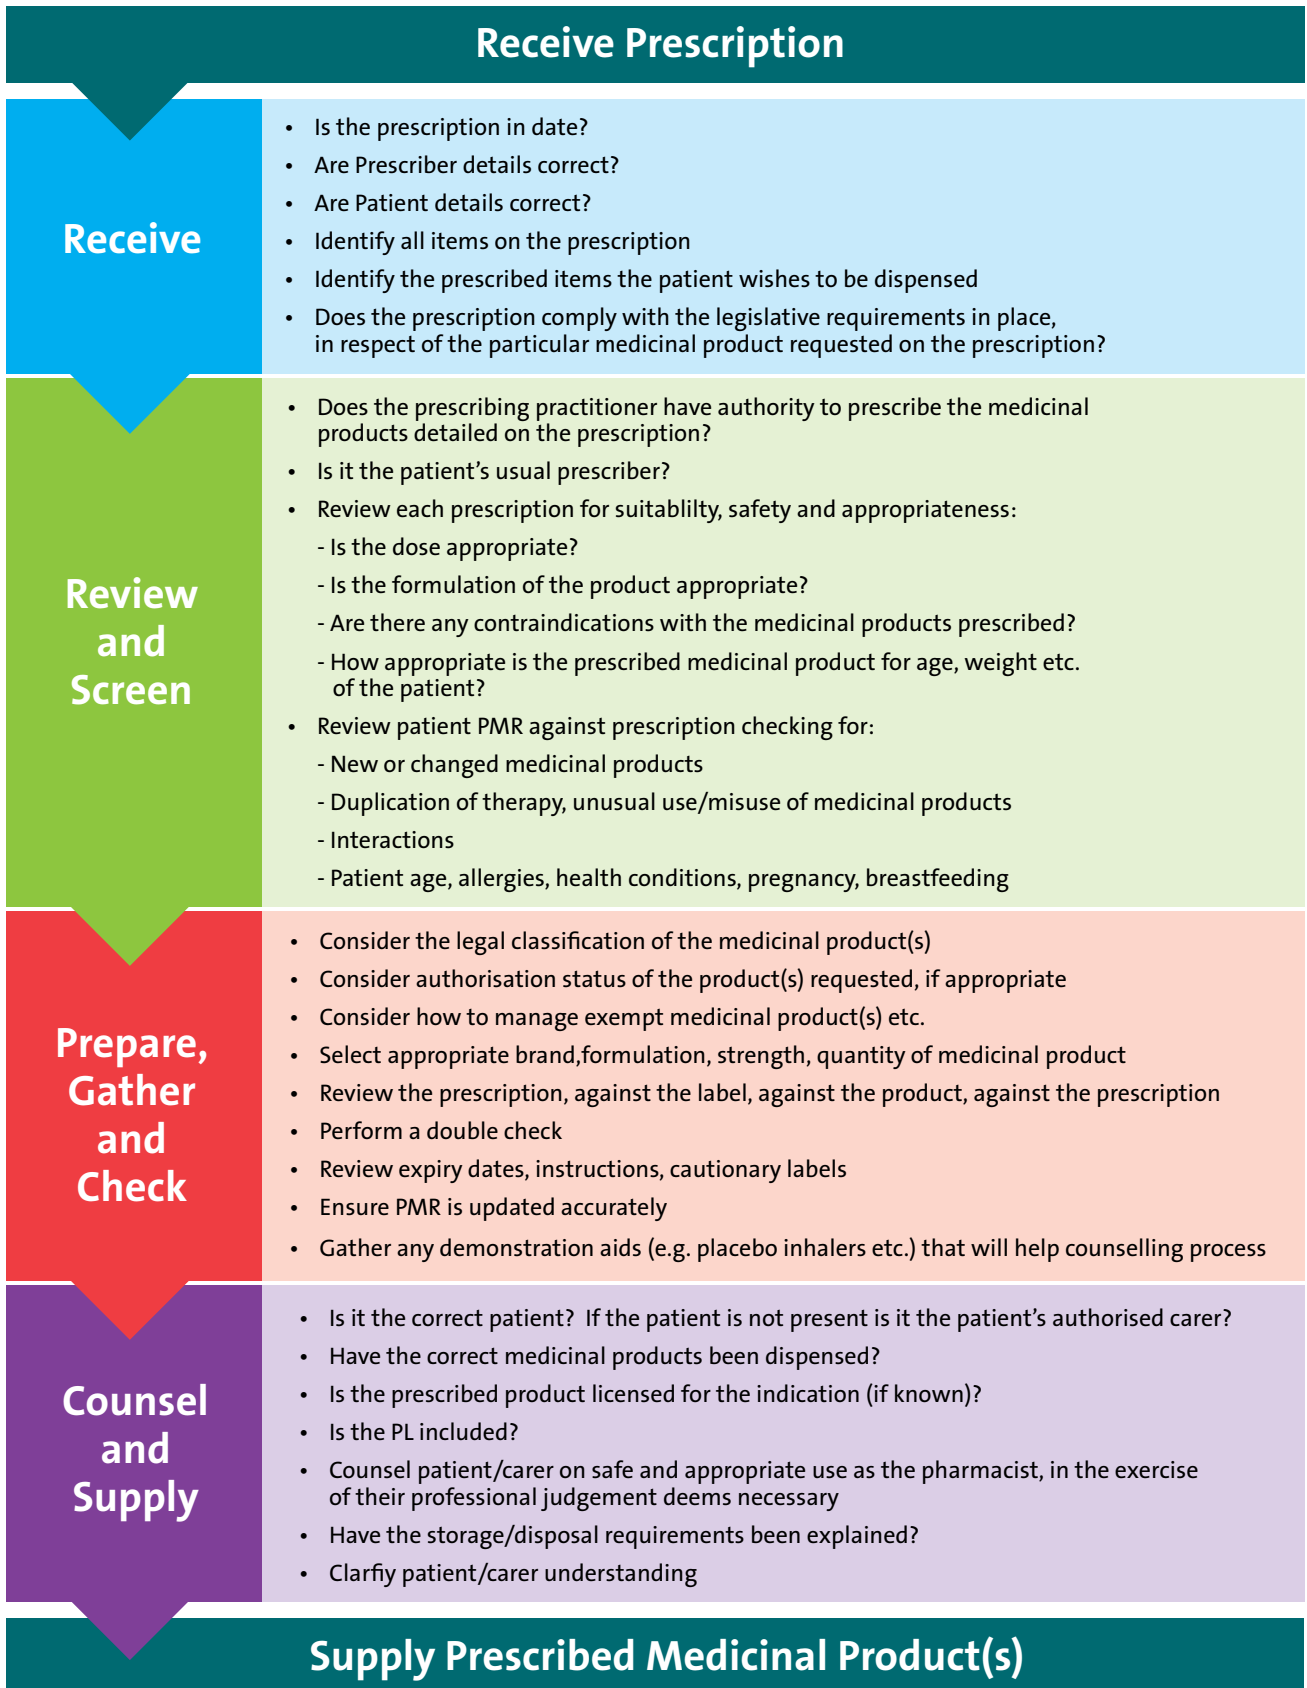 Receive Prescription
Receive
• Is the prescription in date?
• Are Prescriber details correct?
• Are Patient details correct?
• Identify all items on the prescription
• Identify the prescribed items the patient wishes to be dispensed
• Does the prescription comply with the legislative requirements in place,
in respect of the particular medicinal product requested on the prescription?
Review
and
Screen
• Does the prescribing practitioner have authority to prescribe the medicinal
products detailed on the prescription?
• Is it the patient's usual prescriber?
• Review each prescription for suitablilty, safety and appropriateness:
- Is the dose appropriate?
- Is the formulation of the product appropriate?
- Are there any contraindications with the medicinal products prescribed?
- How appropriate is the prescribed medicinal product for age, weight etc.
of the patient?
• Review patient PMR against prescription checking for:
- New or changed medicinal products
- Duplication of therapy, unusual use/misuse of medicinal products
- Interactions
- Patient age, allergies, health conditions, pregnancy, breastfeeding
Prepare,
Gather
and
Check
• Consider the legal classification of the medicinal product(s)
• Consider authorisation status of the product(s) requested, if appropriate
• Consider how to manage exempt medicinal product(s) etc.
• Select appropriate brand,formulation, strength, quantity of medicinal product
• Review the prescription, against the label, against the product, against the prescription
• Perform a double check
• Review expiry dates, instructions, cautionary labels
• Ensure PMR is updated accurately
• Gather any demonstration aids (e.g. placebo inhalers etc.) that will help counselling process
Counsel
and
Supply
• Is it the correct patient?  If the patient is not present is it the patient's authorised carer?
• Have the correct medicinal products been dispensed?
• Is the prescribed product licensed for the indication (if known)?
• Is the PL included?
• Counsel patient/carer on safe and appropriate use as the pharmacist, in the exercise
of their professional judgement deems necessary
• Have the storage/disposal requirements been explained?
• Clarfiy patient/carer understanding
Supply Prescribed Medicinal Product(s)